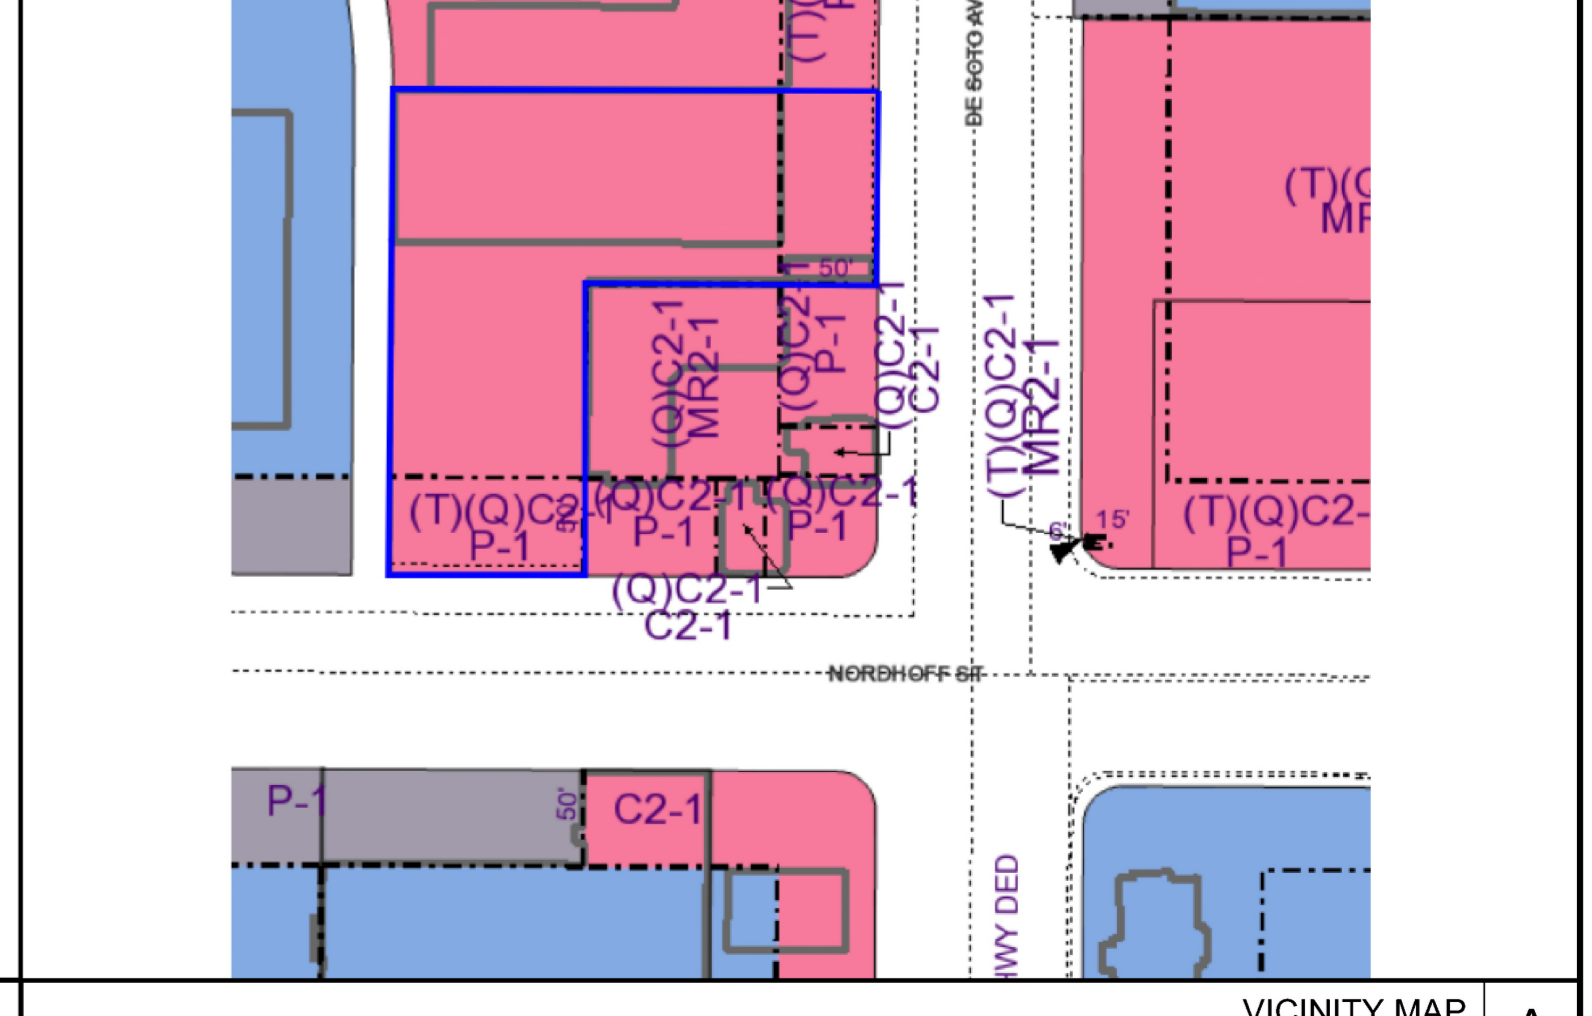 (T)(
DE SOTO AV
(T)(Q
MR
50'
(Q)C2-1
MR2-1
(Q)C2-1
P-1
(Q)C2-1
C2-1
(T)(Q)C2-1
MR2-1
(T)(Q)C2-1
P-1
50'
(Q)C2-1
P-1
(Q)C2-1
P-1
6'
15'
(T)(Q)C2-
P-1
(Q)C2-1
C2-1
NORDHOFF ST
P-1
50'
C2-1
HWY DED
VICINITY MAP